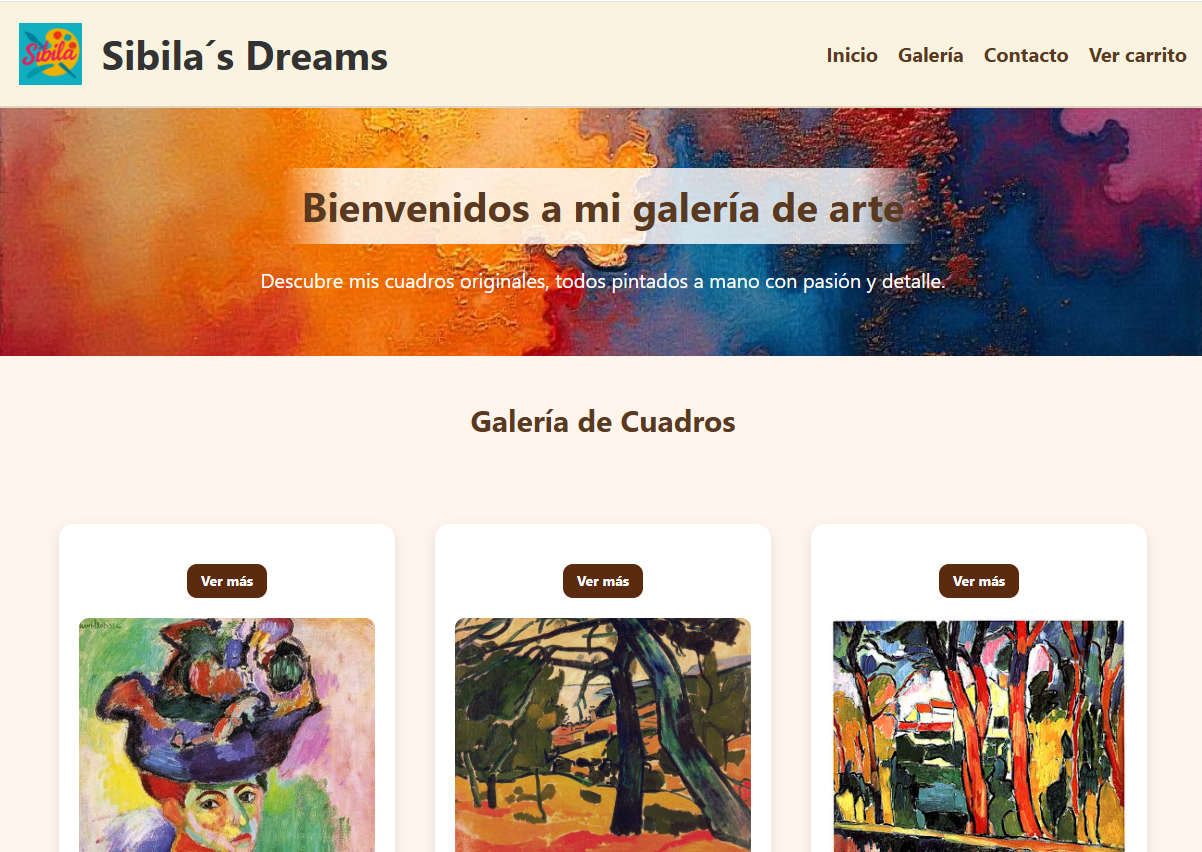 Sibila
Sibila´s Dreams
Inicio Galería Contacto Ver carrito
Bienvenidos a mi galería de arte
Descubre mis cuadros originales, todos pintados a mano con pasión y detalle.
Galería de Cuadros
Ver más Ver más Ver más